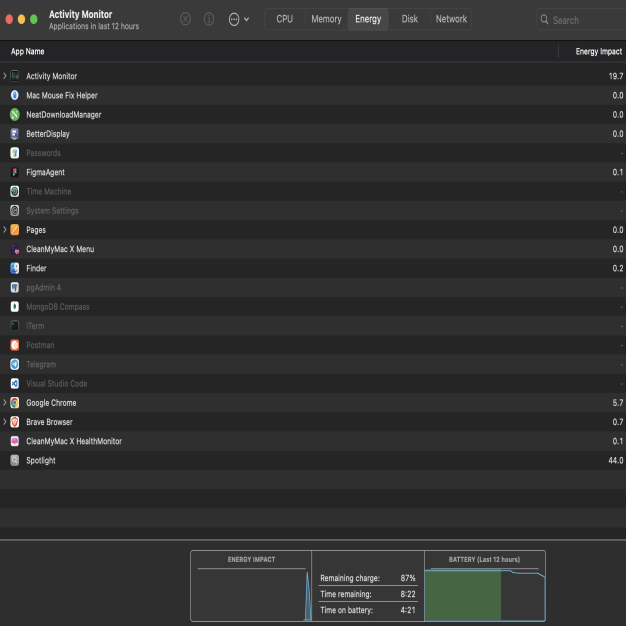 Activity Monitor
Applications in last 12 hours
CPU Memory Energy Disk Network
Search
App Name Energy Impact
Activity Monitor 19.7
Mac Mouse Fix Helper 0.0
NeatDownloadManager 0.0
BetterDisplay 0.0
Passwords -
FigmaAgent 0.1
Time Machine -
System Settings -
Pages 0.0
CleanMyMac X Menu 0.0
Finder 0.2
pgAdmin 4 -
MongoDB Compass -
iTerm -
Postman -
Telegram -
Visual Studio Code -
Google Chrome 5.7
Brave Browser 0.7
CleanMyMac X HealthMonitor 0.1
Spotlight 44.0
ENERGY IMPACT
Remaining charge: 87%
Time remaining: 8:22
Time on battery: 4:21
BATTERY (Last 12 hours)